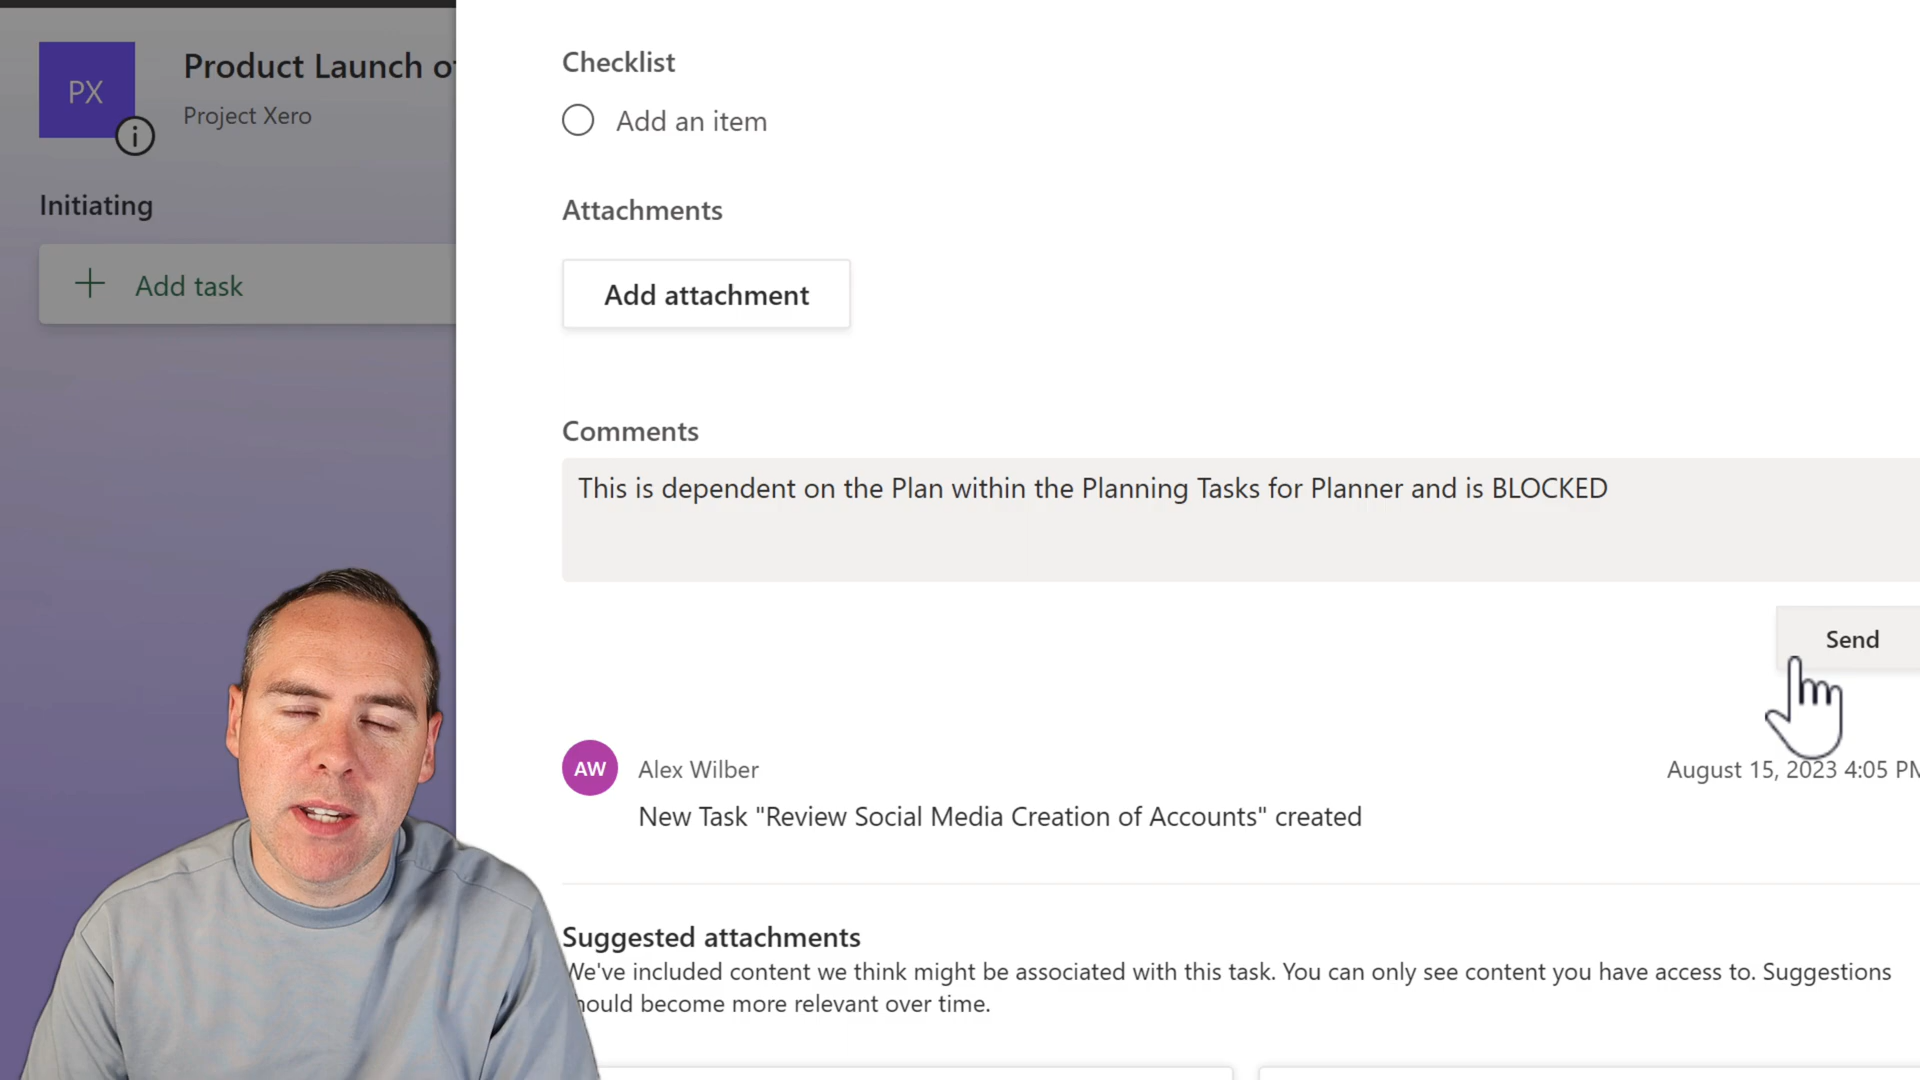 PX
Product Launch of
Project Xero
Initiating
Add task
Checklist
Add an item
Attachments
Add attachment
Comments
This is dependent on the Plan within the Planning Tasks for Planner and is BLOCKED
Send
AW
Alex Wilber
August 15, 2023 4:05 PM
New Task "Review Social Media Creation of Accounts" created
Suggested attachments
We've included content we think might be associated with this task. You can only see content you have access to. Suggestions
should become more relevant over time.